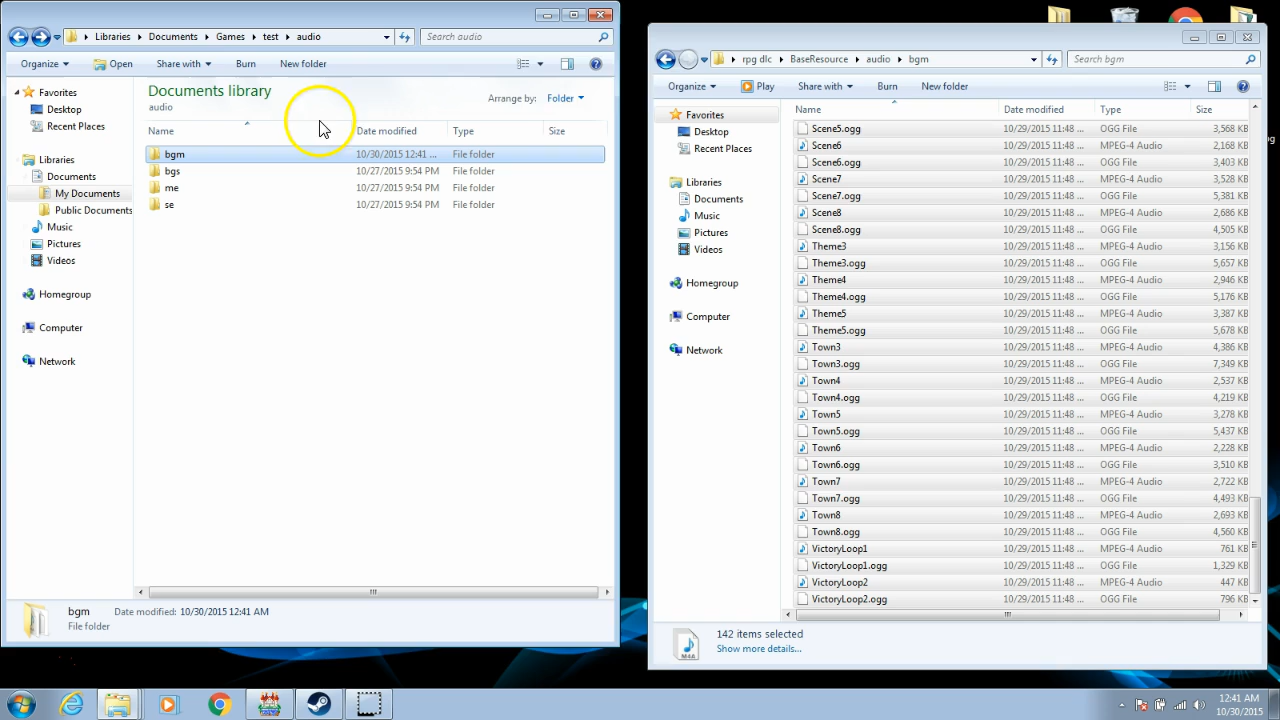 Libraries Documents Games test audio Search audio
Organize Open Share with Burn New folder
Favorites
Desktop
Recent Places
Libraries
Documents
My Documents
Public Documents
Music
Pictures
Videos
Homegroup
Computer
Network
Documents library
audio
Arrange by: Folder
Name Date modified Type Size
bgm 10/30/2015 12:41 ... File folder
bgs 10/27/2015 9:54 PM File folder
me 10/27/2015 9:54 PM File folder
se 10/27/2015 9:54 PM File folder
bgm Date modified: 10/30/2015 12:41 AM
File folder
rpg dlc BaseResource audio bgm Search bgm
Organize Play Share with Burn New folder
Favorites
Desktop
Recent Places
Libraries
Documents
Music
Pictures
Videos
Homegroup
Computer
Network
Name Date modified Type Size
Scene5.ogg 10/29/2015 11:48 ... OGG File 3,568 KB
Scene6 10/29/2015 11:48 ... MPEG-4 Audio 2,168 KB
Scene6.ogg 10/29/2015 11:48 ... OGG File 3,403 KB
Scene7 10/29/2015 11:48 ... MPEG-4 Audio 3,528 KB
Scene7.ogg 10/29/2015 11:48 ... OGG File 5,381 KB
Scene8 10/29/2015 11:48 ... MPEG-4 Audio 2,686 KB
Scene8.ogg 10/29/2015 11:48 ... OGG File 4,505 KB
Theme3 10/29/2015 11:48 ... MPEG-4 Audio 3,156 KB
Theme3.ogg 10/29/2015 11:48 ... OGG File 5,657 KB
Theme4 10/29/2015 11:48 ... MPEG-4 Audio 2,946 KB
Theme4.ogg 10/29/2015 11:48 ... OGG File 5,176 KB
Theme5 10/29/2015 11:48 ... MPEG-4 Audio 3,387 KB
Theme5.ogg 10/29/2015 11:48 ... OGG File 5,678 KB
Town3 10/29/2015 11:48 ... MPEG-4 Audio 4,386 KB
Town3.ogg 10/29/2015 11:48 ... OGG File 7,349 KB
Town4 10/29/2015 11:48 ... MPEG-4 Audio 2,537 KB
Town4.ogg 10/29/2015 11:48 ... OGG File 4,219 KB
Town5 10/29/2015 11:48 ... MPEG-4 Audio 3,278 KB
Town5.ogg 10/29/2015 11:48 ... OGG File 5,437 KB
Town6 10/29/2015 11:48 ... MPEG-4 Audio 2,228 KB
Town6.ogg 10/29/2015 11:48 ... OGG File 3,510 KB
Town7 10/29/2015 11:48 ... MPEG-4 Audio 2,722 KB
Town7.ogg 10/29/2015 11:48 ... OGG File 4,493 KB
Town8 10/29/2015 11:48 ... MPEG-4 Audio 2,693 KB
Town8.ogg 10/29/2015 11:48 ... OGG File 4,560 KB
VictoryLoop1 10/29/2015 11:48 ... MPEG-4 Audio 761 KB
VictoryLoop1.ogg 10/29/2015 11:48 ... OGG File 1,329 KB
VictoryLoop2 10/29/2015 11:48 ... MPEG-4 Audio 447 KB
VictoryLoop2.ogg 10/29/2015 11:48 ... OGG File 796 KB
M4A
142 items selected
Show more details...
12:41 AM
10/30/2015